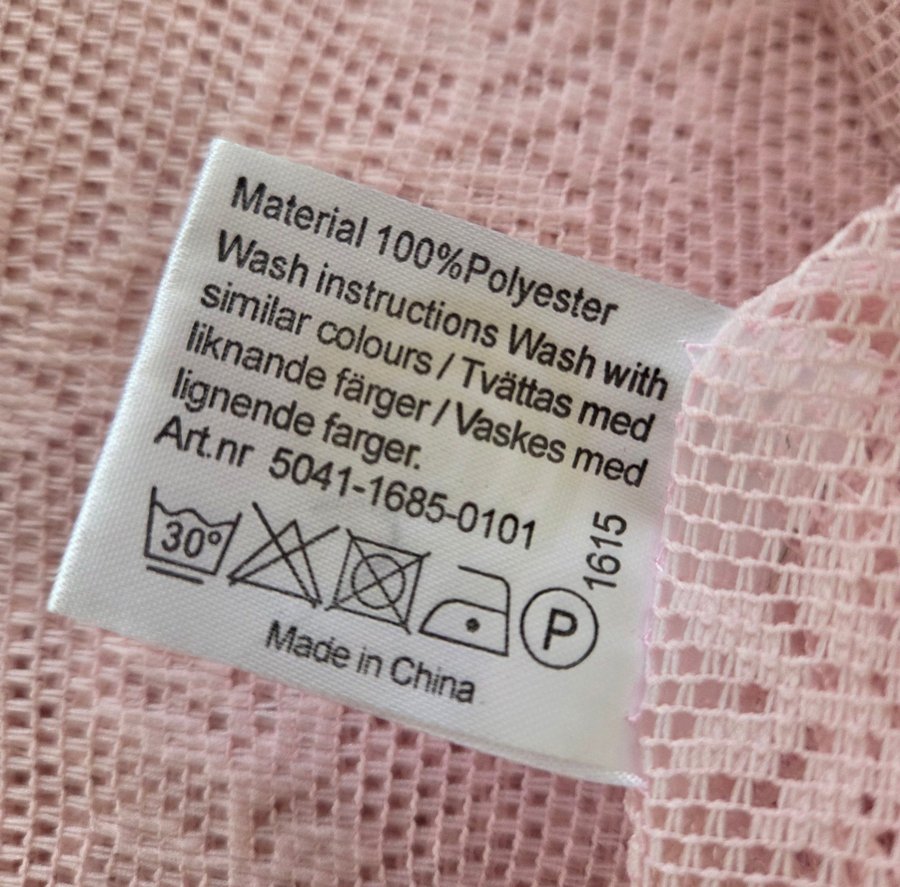 Material 100%Polyester
Wash instructions Wash with
similar colours / Tvättas med
liknande färger / Vaskes med
lignende farger.
Art.nr 5041-1685-0101
1615
30° P
Made in China